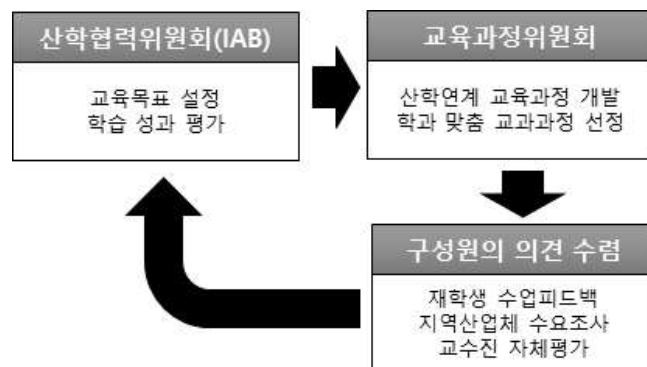 산학협력위원회(IAB)
교육목표 설정
학습 성과 평가
교육과정위원회
산학연계 교육과정 개발
학과 맞춤 교과과정 선정
구성원의 의견 수렴
재학생 수업피드백
지역산업체 수요조사
교수진 자체평가